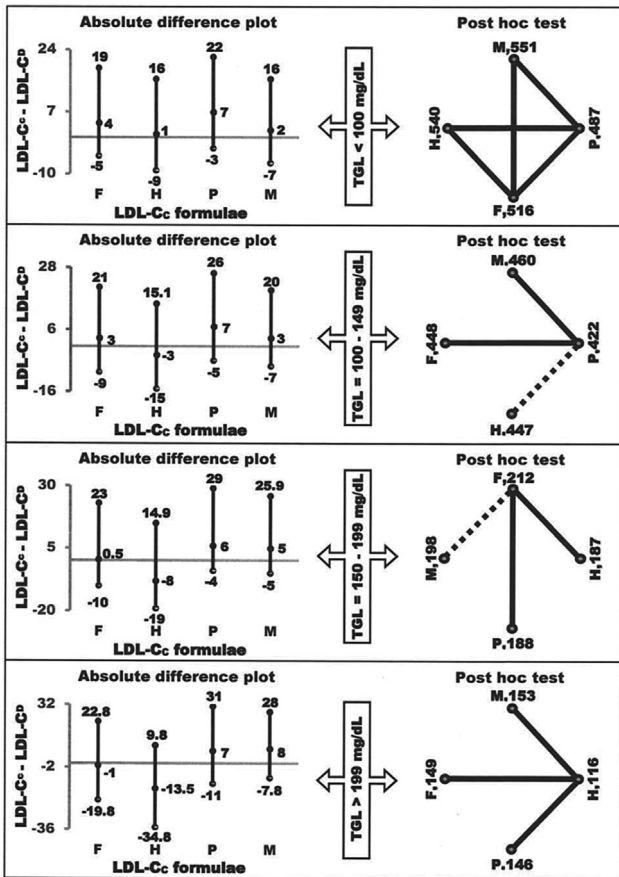 Absolute difference plot
Post hoc test
LDL-Cᶜ - LDL-Cᴰ
24
7
-10
19
4
-5
16
1
-9
22
7
-3
16
2
-7
F H P M
LDL-Cc formulae
TGL < 100 mg/dL
M,551
H.540
P.487
F,516
Absolute difference plot
Post hoc test
LDL-Cᶜ - LDL-Cᴰ
28
6
-16
21
3
-9
15.1
-3
-15
26
7
-5
20
3
-7
F H P M
LDL-Cc formulae
TGL = 100 - 149 mg/dL
M.460
F,448
P.422
H.447
Absolute difference plot
Post hoc test
LDL-Cᶜ - LDL-Cᴰ
30
5
-20
23
0.5
-10
14.9
-8
-19
29
6
-4
25.9
5
-5
F H P M
LDL-Cc formulae
TGL = 150 - 199 mg/dL
F,212
M,198
H,187
P.188
Absolute difference plot
Post hoc test
LDL-Cᶜ - LDL-Cᴰ
32
-2
-36
22.8
-1
-19.8
9.8
-13.5
-34.8
31
7
-11
28
8
-7.8
F H P M
LDL-Cc formulae
TGL > 199 mg/dL
M.153
F,149
H,116
P.146